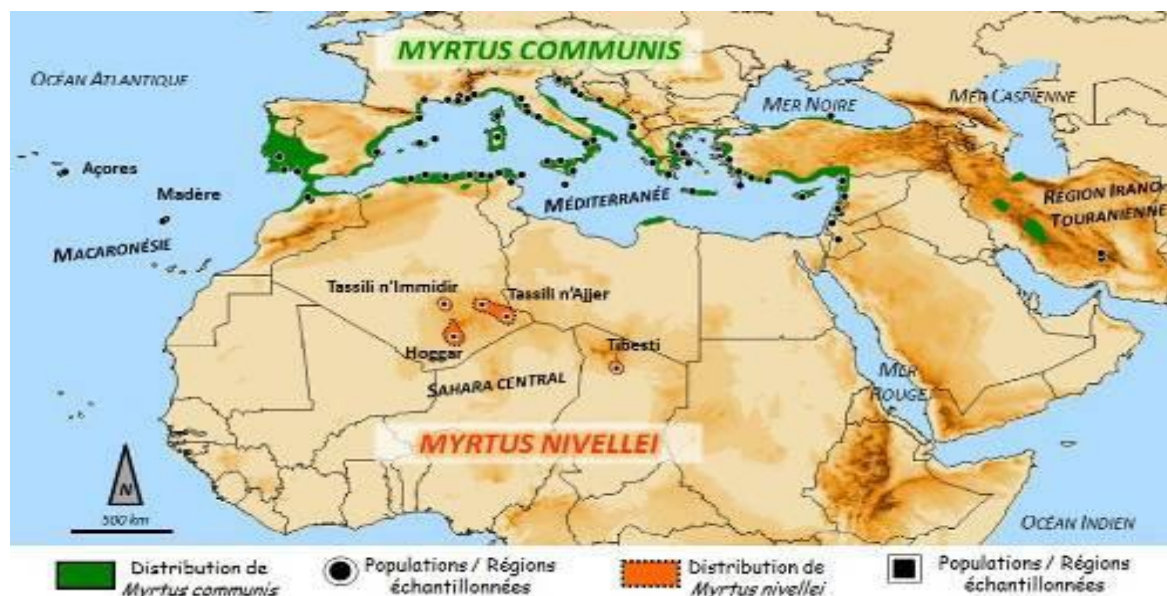 MYRTUS COMMUNIS
OCÉAN ATLANTIQUE
MER NOIRE
MER CASPIENNE
Açores
Madère
MACARONÉSIE
MÉDITERRANÉE
RÉGION IRANO-
TOURANIENNE
Tassili n'Immidir
Tassili n'Ajjer
Hoggar
Tibesti
SAHARA CENTRAL
MER
ROUGE
MYRTUS NIVELLEI
N
500 km
OCÉAN INDIEN
Distribution de
Myrtus communis
Populations / Régions
échantillonnées
Distribution de
Myrtus nivellei
Populations / Régions
échantillonnées